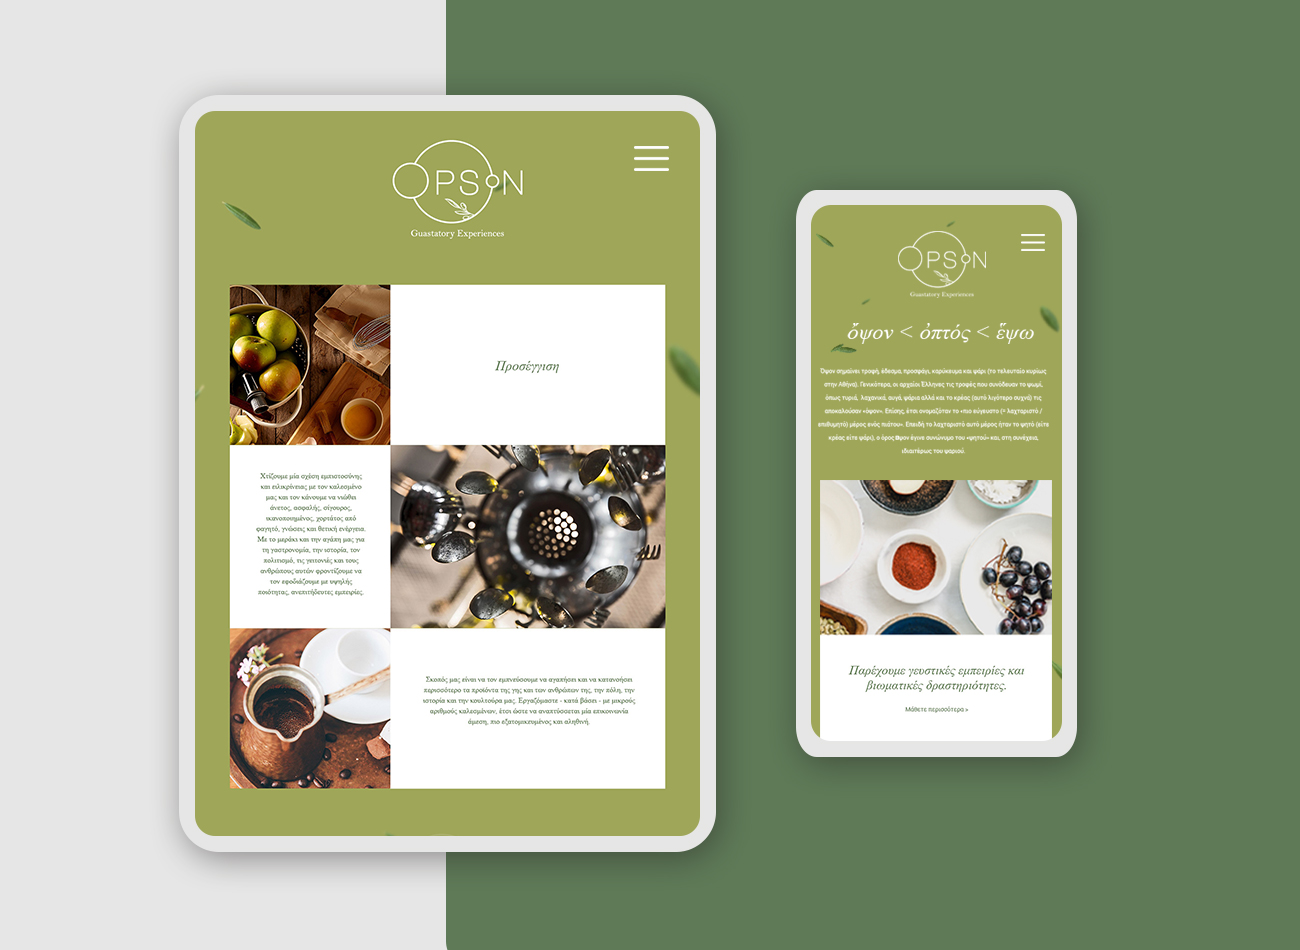 OPSON
Guastatory Experiences
Προσέγγιση
Χτίζουμε μία σχέση εμπιστοσύνης
και ειλικρίνειας με τον καλεσμένο
μας και τον κάνουμε να νιώθει
άνετος, ασφαλής, σίγουρος,
ικανοποιημένος, χορτάτος από
φαγητό, γνώσεις και θετική ενέργεια.
Με το μεράκι και την αγάπη μας για
τη γαστρονομία, την ιστορία, τον
πολιτισμό, τις γειτονιές και τους
ανθρώπους αυτών φροντίζουμε να
τον εφοδιάζουμε με υψηλής
ποιότητας, ανεπιτήδευτες εμπειρίες.
Σκοπός μας είναι να τον εμπνεύσουμε να αγαπήσει και να κατανοήσει
περισσότερο τα προϊόντα της γης και των ανθρώπων της, την πόλη, την
ιστορία και την κουλτούρα μας. Εργαζόμαστε - κατά βάσει - με μικρούς
αριθμούς καλεσμένων, έτσι ώστε να αναπτύσσεται μία επικοινωνία
άμεση, πιο εξατομικευμένος και αληθινή.
OPSON
Guastatory Experiences
ὄψον < ὀπτός < ἕψω
Όψον σημαίνει τροφή, έδεσμα, προσφάγι, καρύκευμα και ψάρι (το τελευταίο κυρίως
στην Αθήνα). Γενικότερα, οι αρχαίοι Έλληνες τις τροφές που συνόδευαν το ψωμί,
όπως τυριά, λαχανικά, αυγά, ψάρια αλλά και το κρέας (αυτό λιγότερο συχνά) τις
αποκαλούσαν «όψον». Επίσης, έτσι ονομαζόταν το «πιο εύγευστο (= λαχταριστό /
επιθυμητό) μέρος ενός πιάτου». Επειδή το λαχταριστό αυτό μέρος ήταν το ψητό (είτε
κρέας είτε ψάρι), ο όρος όψον έγινε συνώνυμο του «ψητού» και, στη συνέχεια,
ιδιαιτέρως του ψαριού.
Παρέχουμε γευστικές εμπειρίες και
βιωματικές δραστηριότητες.
Μάθετε περισσότερα >